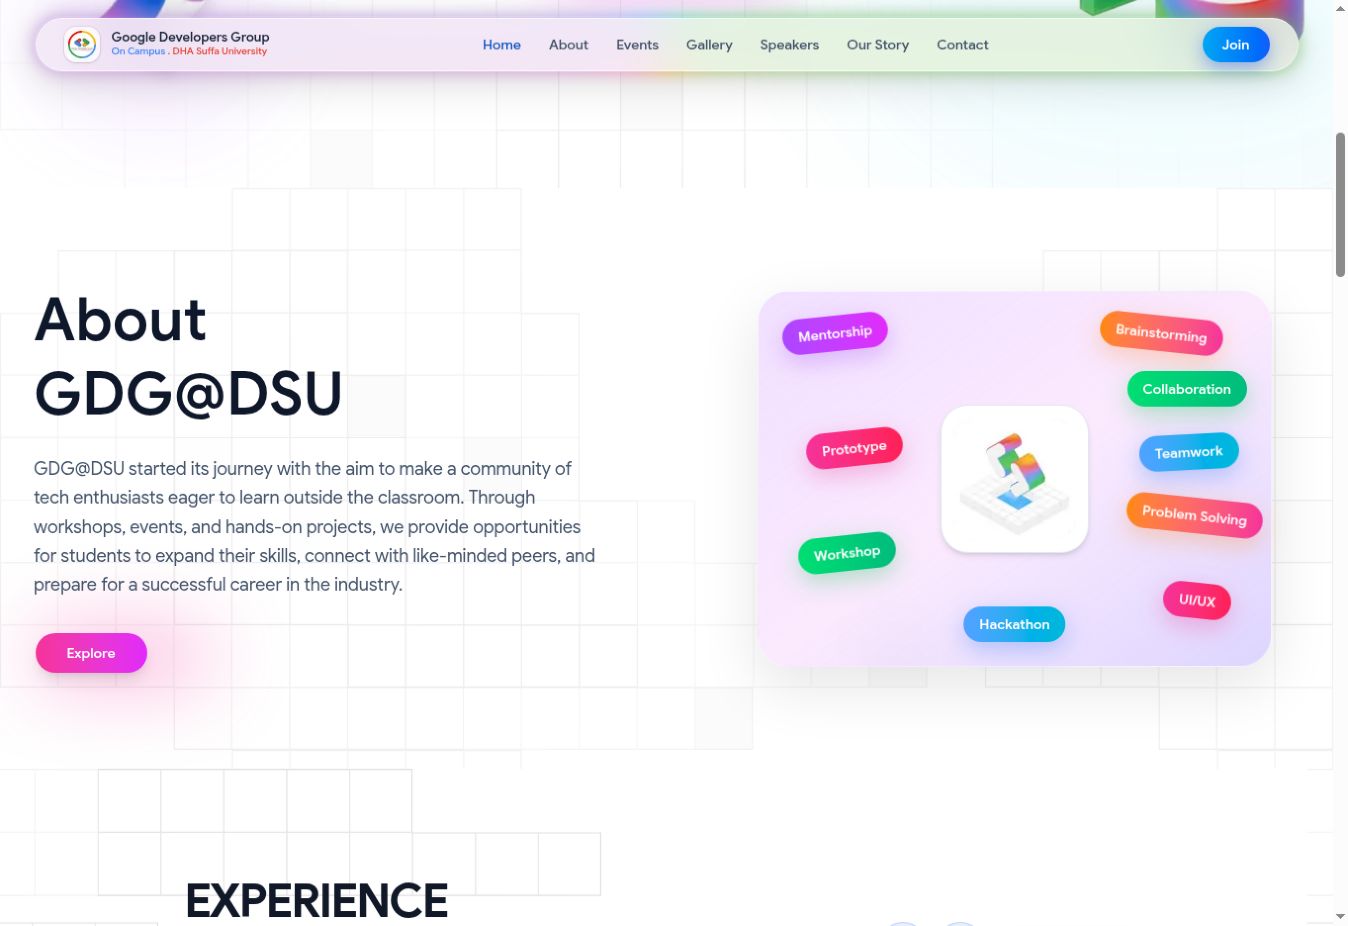 Google Developers Group
On Campus . DHA Suffa University
Home
About
Events
Gallery
Speakers
Our Story
Contact
Join
About
GDG@DSU
GDG@DSU started its journey with the aim to make a community of
tech enthusiasts eager to learn outside the classroom. Through
workshops, events, and hands-on projects, we provide opportunities
for students to expand their skills, connect with like-minded peers, and
prepare for a successful career in the industry.
Explore
Mentorship
Brainstorming
Collaboration
Prototype
Teamwork
Problem Solving
Workshop
UI/UX
Hackathon
EXPERIENCE